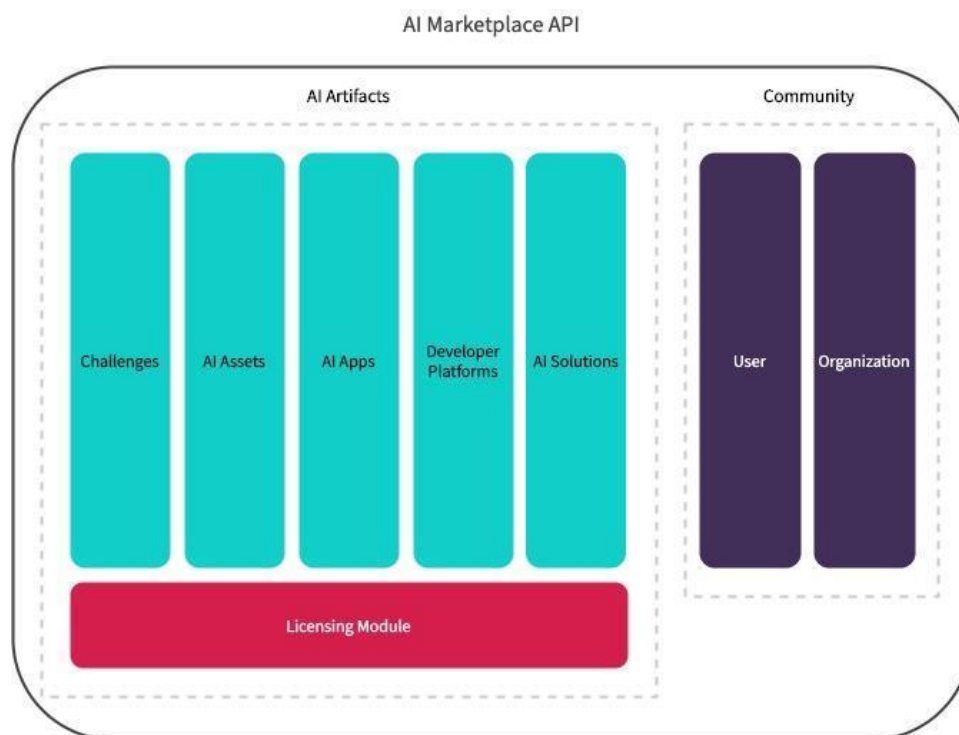 AI Marketplace API
AI Artifacts
Community
Challenges
AI Assets
AI Apps
Developer
Platforms
AI Solutions
User
Organization
Licensing Module